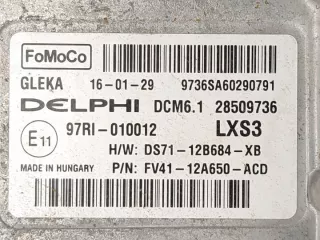 FoMoCo
GLEKA 16-01-29 9736SA60290791
DELPHI DCM6.1 28509736
E11 97RI-010012 LXS3
H/W: DS71-12B684-XB
MADE IN HUNGARY P/N: FV41-12A650-ACD